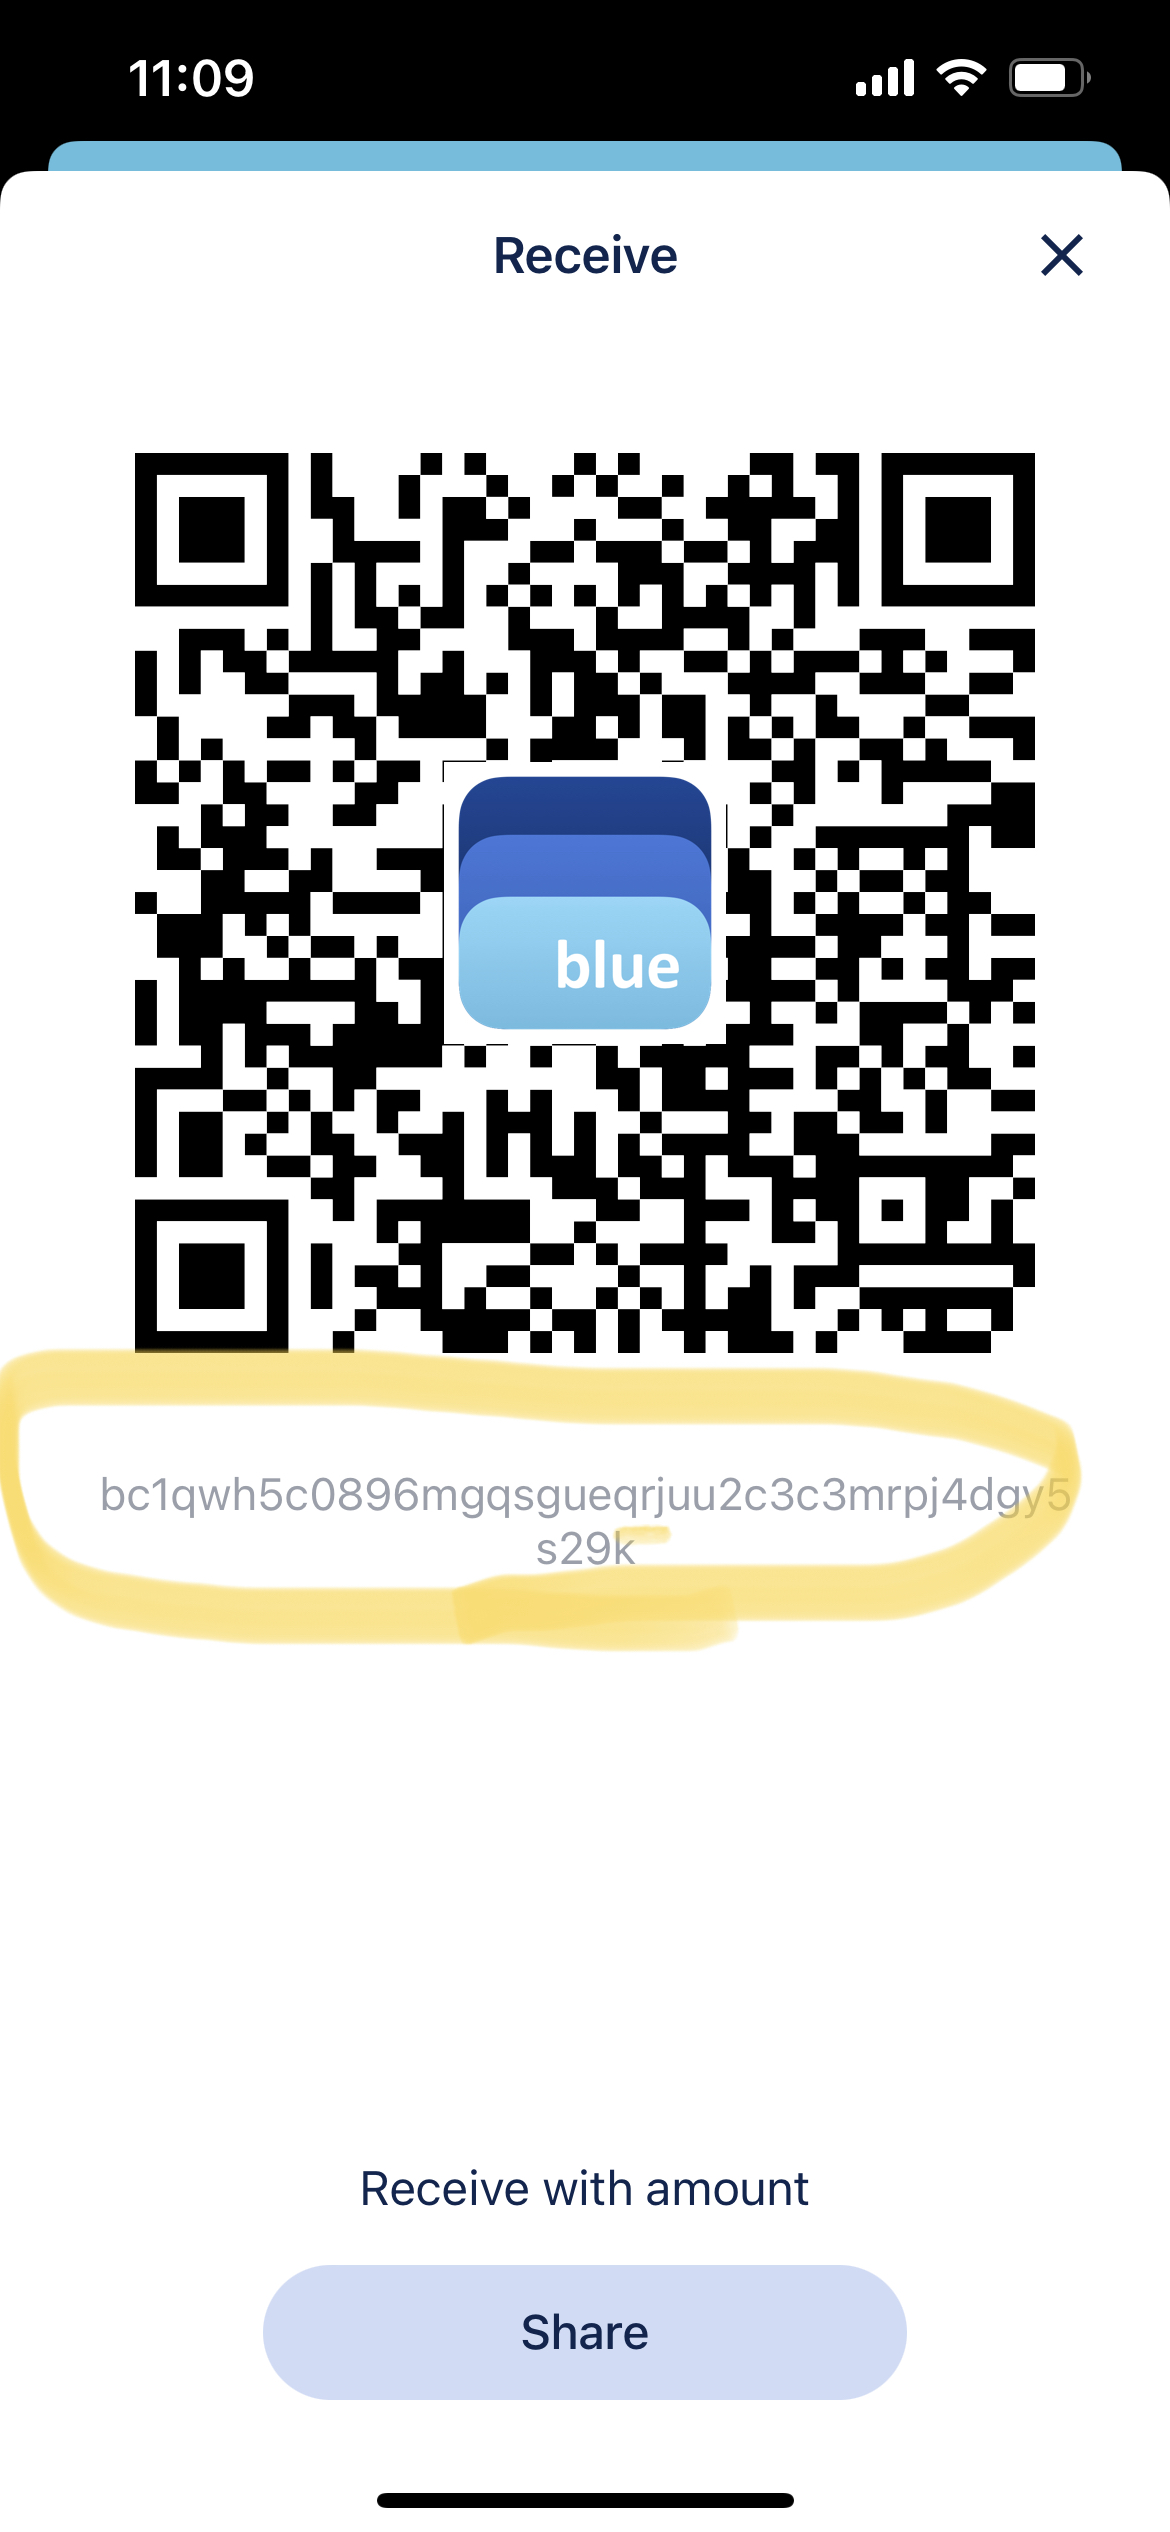 11:09
Receive
blue
bc1qwh5c0896mgqsgueqrjuu2c3c3mrpj4dgy5
s29k
Receive with amount
Share